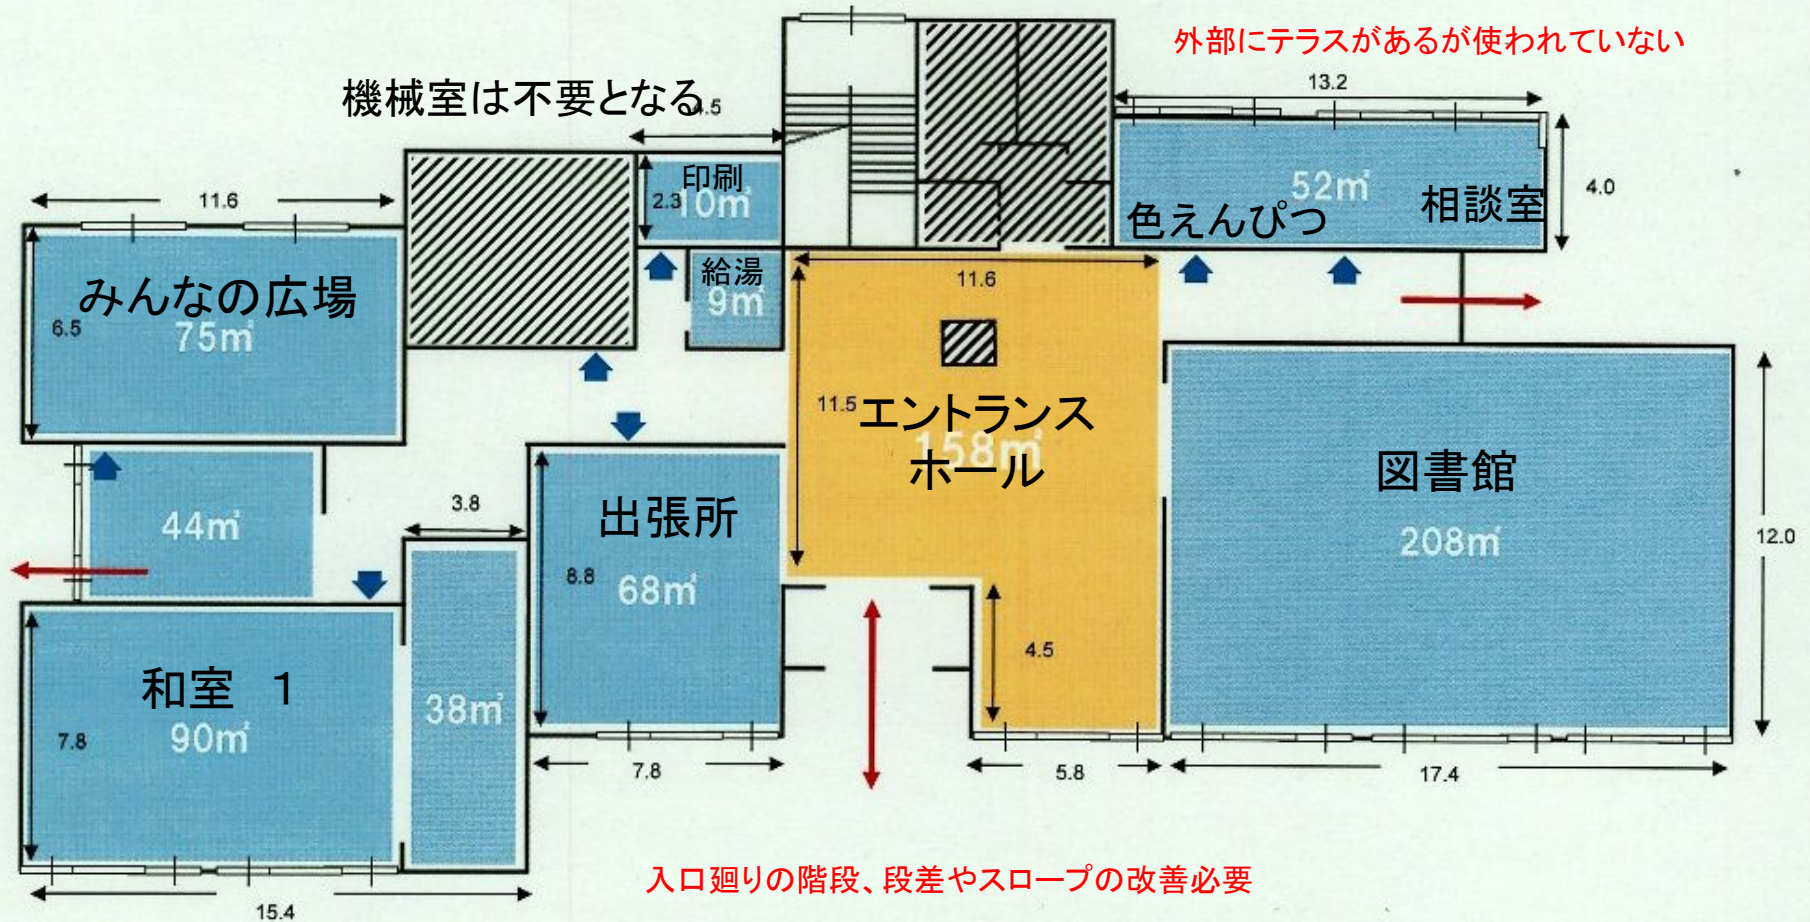 外部にテラスがあるが使われていない
13.2
機械室は不要となる
4.5
印刷
2.3
10㎡
52㎡
4.0
色えんぴつ
相談室
11.6
みんなの広場
6.5
75㎡
給湯
9㎡
11.6
11.5
エントランス
158㎡
ホール
図書館
208㎡
12.0
44㎡
3.8
出張所
8.8
68㎡
4.5
和室 1
7.8
90㎡
38㎡
7.8
5.8
17.4
入口廻りの階段、段差やスロープの改善必要
15.4